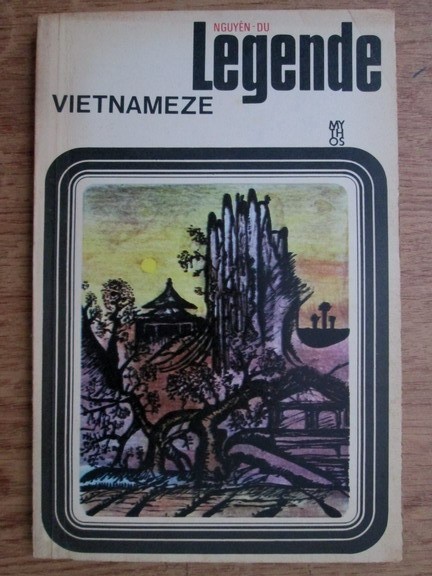 NGUYÊN-DU
Legende
VIETNAMEZE
MY
TH
OS